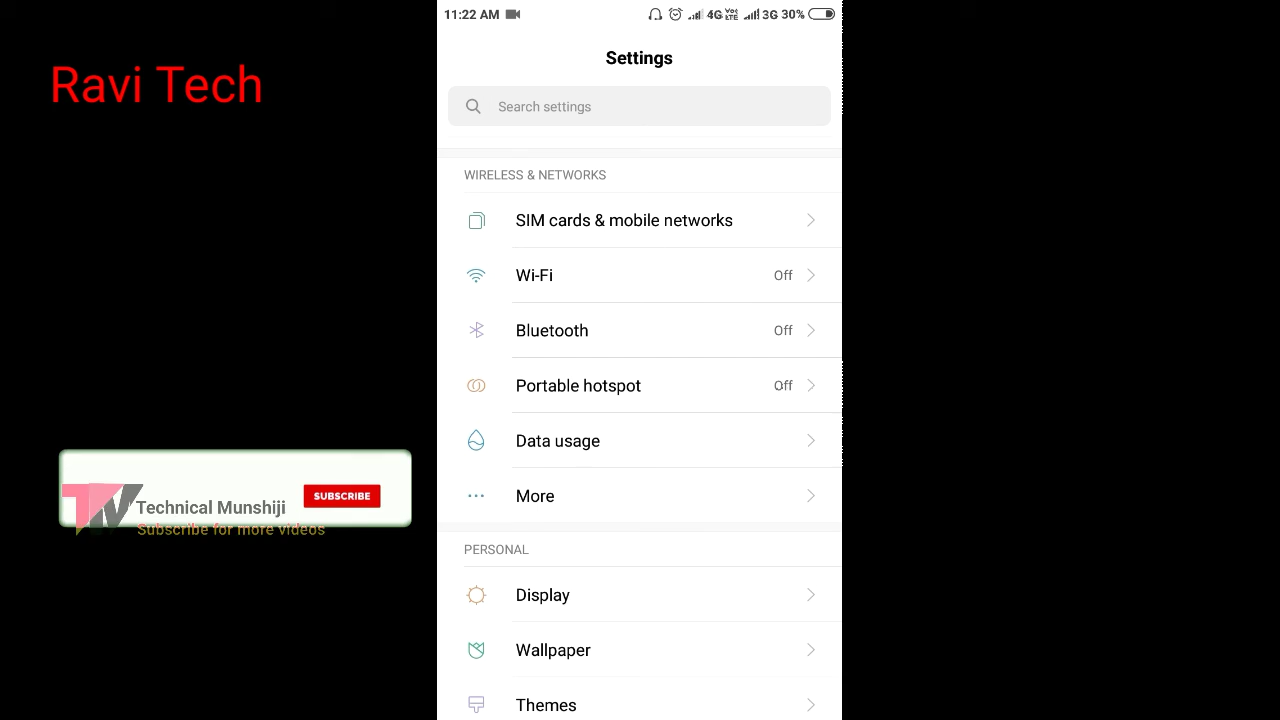 11:22 AM 4G VoLTE 3G 30%
Ravi Tech
Settings
Search settings
WIRELESS & NETWORKS
SIM cards & mobile networks
Wi-Fi Off
Bluetooth Off
Portable hotspot Off
Data usage
More
Technical Munshiji SUBSCRIBE
Subscribe for more videos
PERSONAL
Display
Wallpaper
Themes